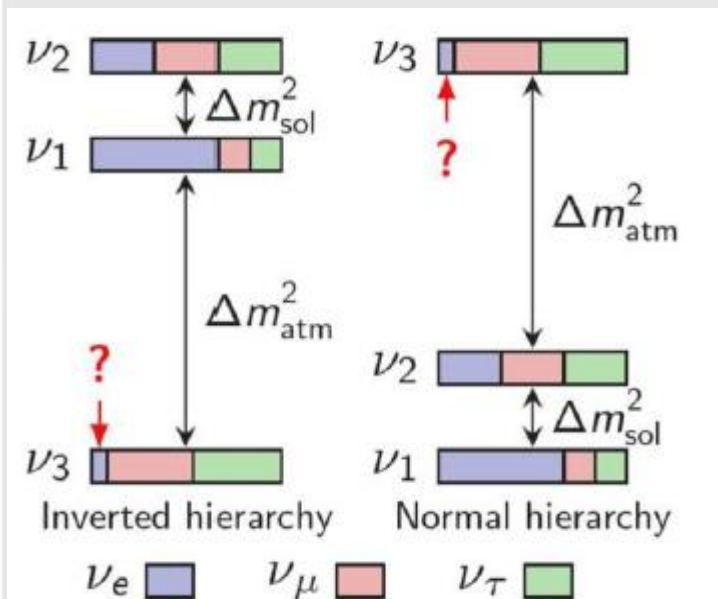 ν2
Δm²sol
ν1
Δm²atm
?
ν3
Inverted hierarchy
ν3
?
Δm²atm
ν2
Δm²sol
ν1
Normal hierarchy
νe νμ ντ